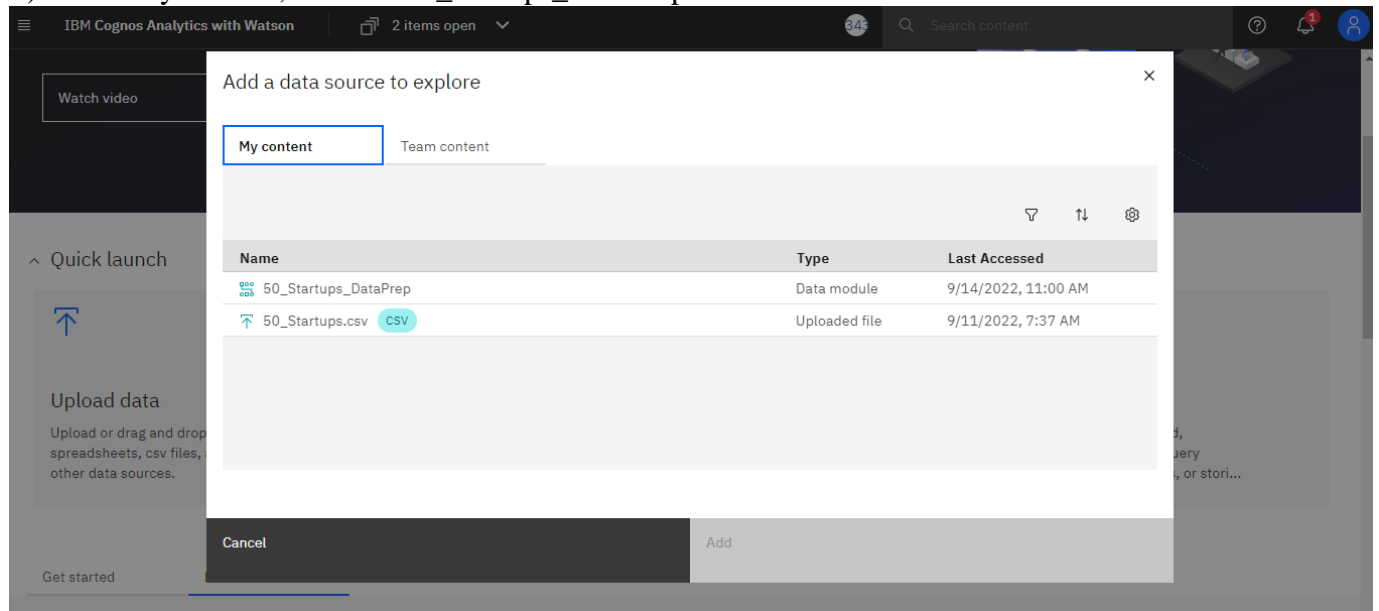 IBM Cognos Analytics with Watson
2 items open
343
Search content
1
Watch video
Add a data source to explore
My content
Team content
Name Type Last Accessed
50_Startups_DataPrep Data module 9/14/2022, 11:00 AM
50_Startups.csv CSV Uploaded file 9/11/2022, 7:37 AM
Quick launch
Upload data
Upload or drag and drop
spreadsheets, csv files,
other data sources.
, or stori...
Cancel
Add
Get started